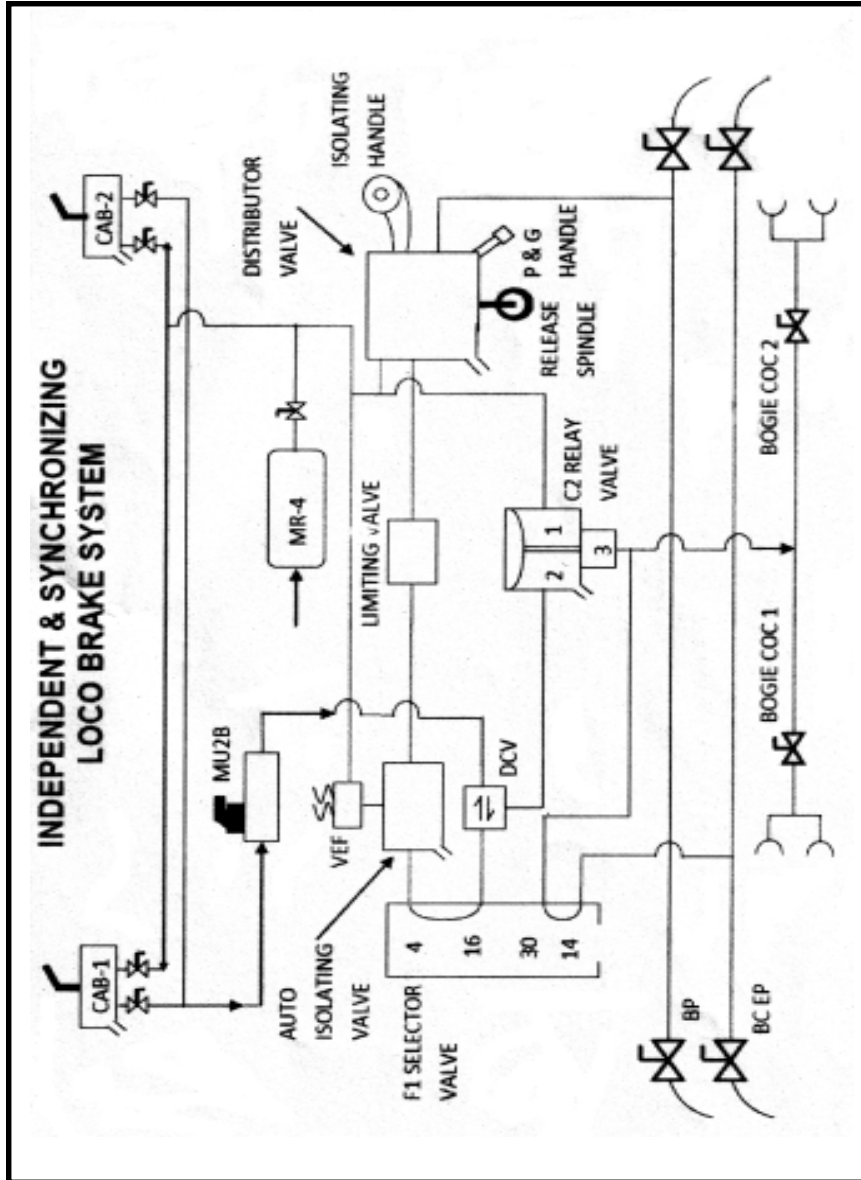 INDEPENDENT & SYNCHRONIZING
LOCO BRAKE SYSTEM
CAB-1
CAB-2
MU2B
MR-4
DISTRIBUTOR
VALVE
ISOLATING
HANDLE
AUTO
ISOLATING
VALVE
VEF
LIMITING VALVE
RELEASE
SPINDLE
P & G
HANDLE
F1 SELECTOR
VALVE
4
16
30
14
DCV
2
1
3
C2 RELAY
VALVE
BP
BC EP
BOGIE COC 1
BOGIE COC 2